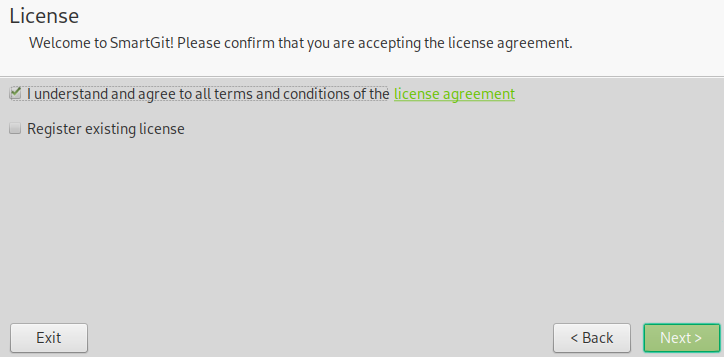 License
Welcome to SmartGit! Please confirm that you are accepting the license agreement.
I understand and agree to all terms and conditions of the license agreement
Register existing license
Exit
< Back
Next >